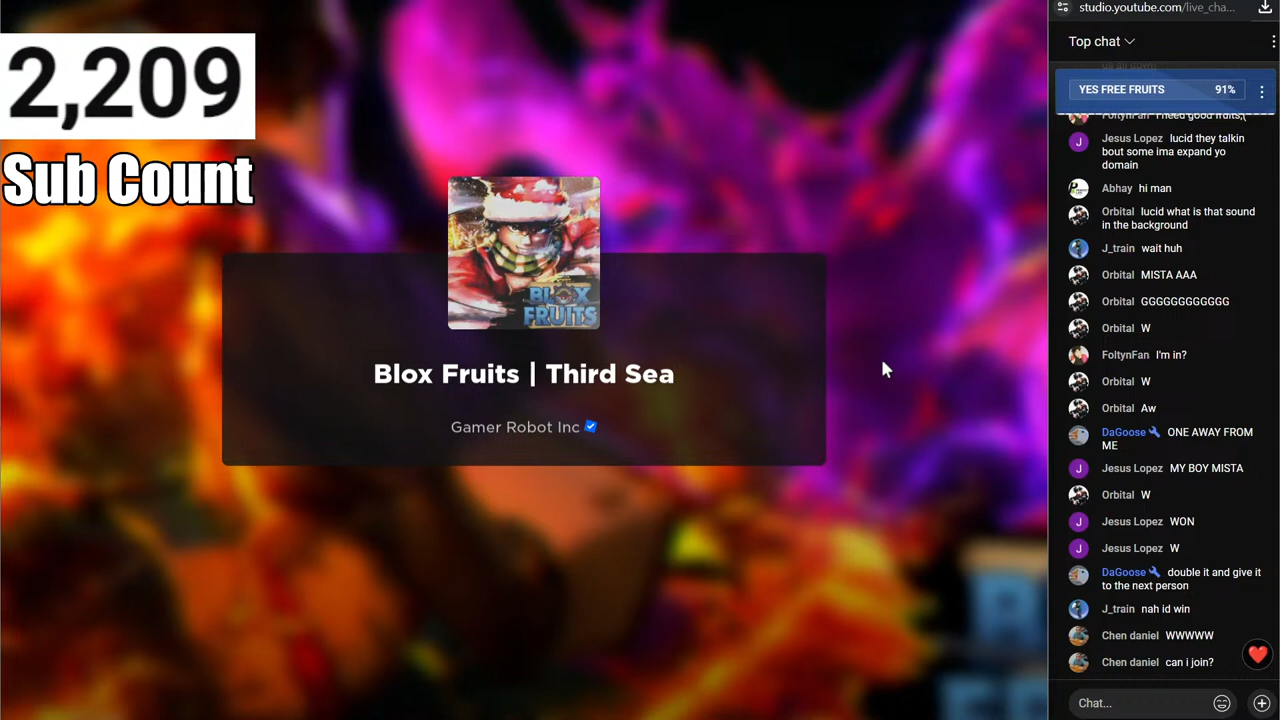 2,209
Sub Count
BLOX
FRUITS
Blox Fruits | Third Sea
Gamer Robot Inc
studio.youtube.com/live_cha...
Top chat
YES FREE FRUITS 91%
FoltynFan I need good fruits,(
Jesus Lopez lucid they talkin
bout some ima expand yo
domain
Abhay hi man
Orbital lucid what is that sound
in the background
J_train wait huh
Orbital MISTA AAA
Orbital GGGGGGGGGGGG
Orbital W
FoltynFan I'm in?
Orbital W
Orbital Aw
DaGoose ONE AWAY FROM
ME
Jesus Lopez MY BOY MISTA
Orbital W
Jesus Lopez WON
Jesus Lopez W
DaGoose double it and give it
to the next person
J_train nah id win
Chen daniel WWWWW
Chen daniel can i join?
Chat...